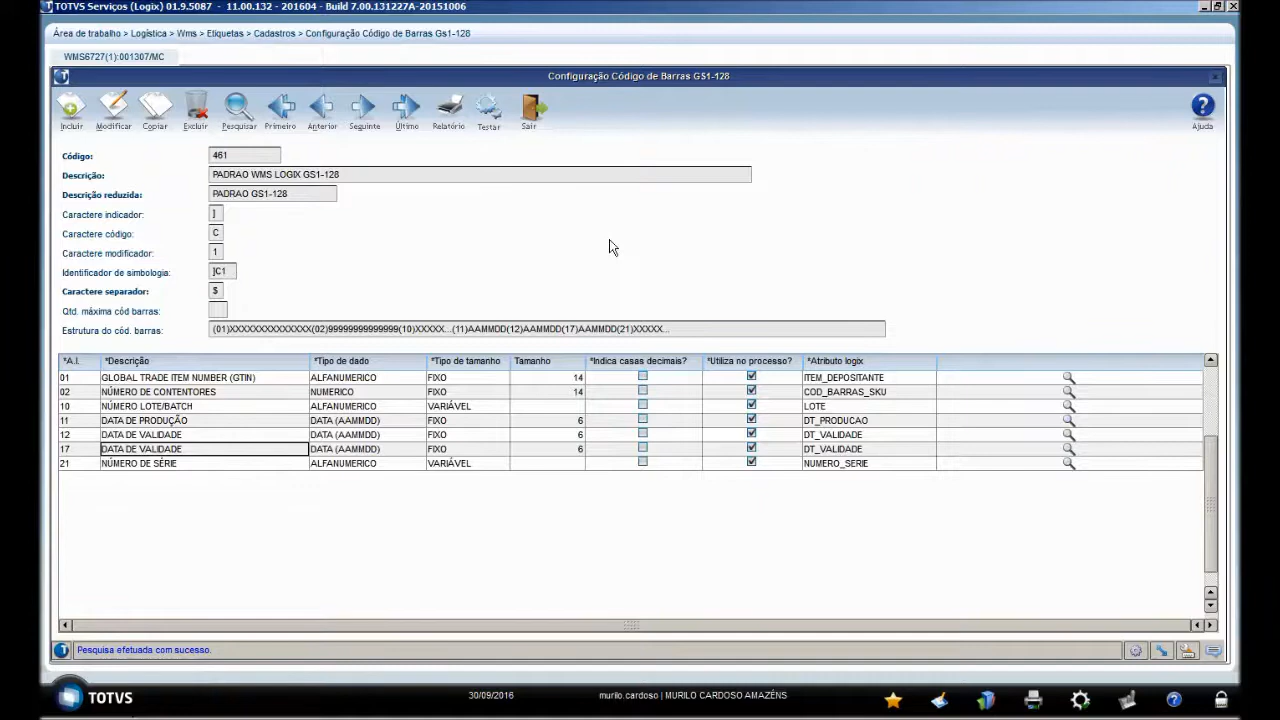 TOTVS Serviços (Logix) 01.9.5087 - 11.00.132 - 201604 - Build 7.00.131227A-20151006
Área de trabalho > Logística > Wms > Etiquetas > Cadastros > Configuração Código de Barras Gs1-128
WMS6727(1):001307/MC
Configuração Código de Barras GS1-128
Incluir Modificar Copiar Excluir Pesquisar Primeiro Anterior Seguinte Último Relatório Testar Sair Ajuda
Código: 461
Descrição: PADRAO WMS LOGIX GS1-128
Descrição reduzida: PADRAO GS1-128
Caractere indicador: ]
Caractere código: C
Caractere modificador: 1
Identificador de simbologia: ]C1
Caractere separador: $
Qtd. máxima cód barras:
Estrutura do cód. barras: (01)XXXXXXXXXXXXXX(02)99999999999999(10)XXXXX...(11)AAMMDD(12)AAMMDD(17)AAMMDD(21)XXXXX...
*A.I. *Descrição *Tipo de dado *Tipo de tamanho Tamanho *Indica casas decimais? *Utiliza no processo? *Atributo logix
01 GLOBAL TRADE ITEM NUMBER (GTIN) ALFANUMERICO FIXO 14 ITEM_DEPOSITANTE
02 NÚMERO DE CONTENTORES NUMERICO FIXO 14 COD_BARRAS_SKU
10 NÚMERO LOTE/BATCH ALFANUMERICO VARIÁVEL LOTE
11 DATA DE PRODUÇÃO DATA (AAMMDD) FIXO 6 DT_PRODUCAO
12 DATA DE VALIDADE DATA (AAMMDD) FIXO 6 DT_VALIDADE
17 DATA DE VALIDADE DATA (AAMMDD) FIXO 6 DT_VALIDADE
21 NÚMERO DE SÉRIE ALFANUMERICO VARIÁVEL NUMERO_SERIE
Pesquisa efetuada com sucesso.
TOTVS 30/09/2016 murilo.cardoso | MURILO CARDOSO AMAZÉNS